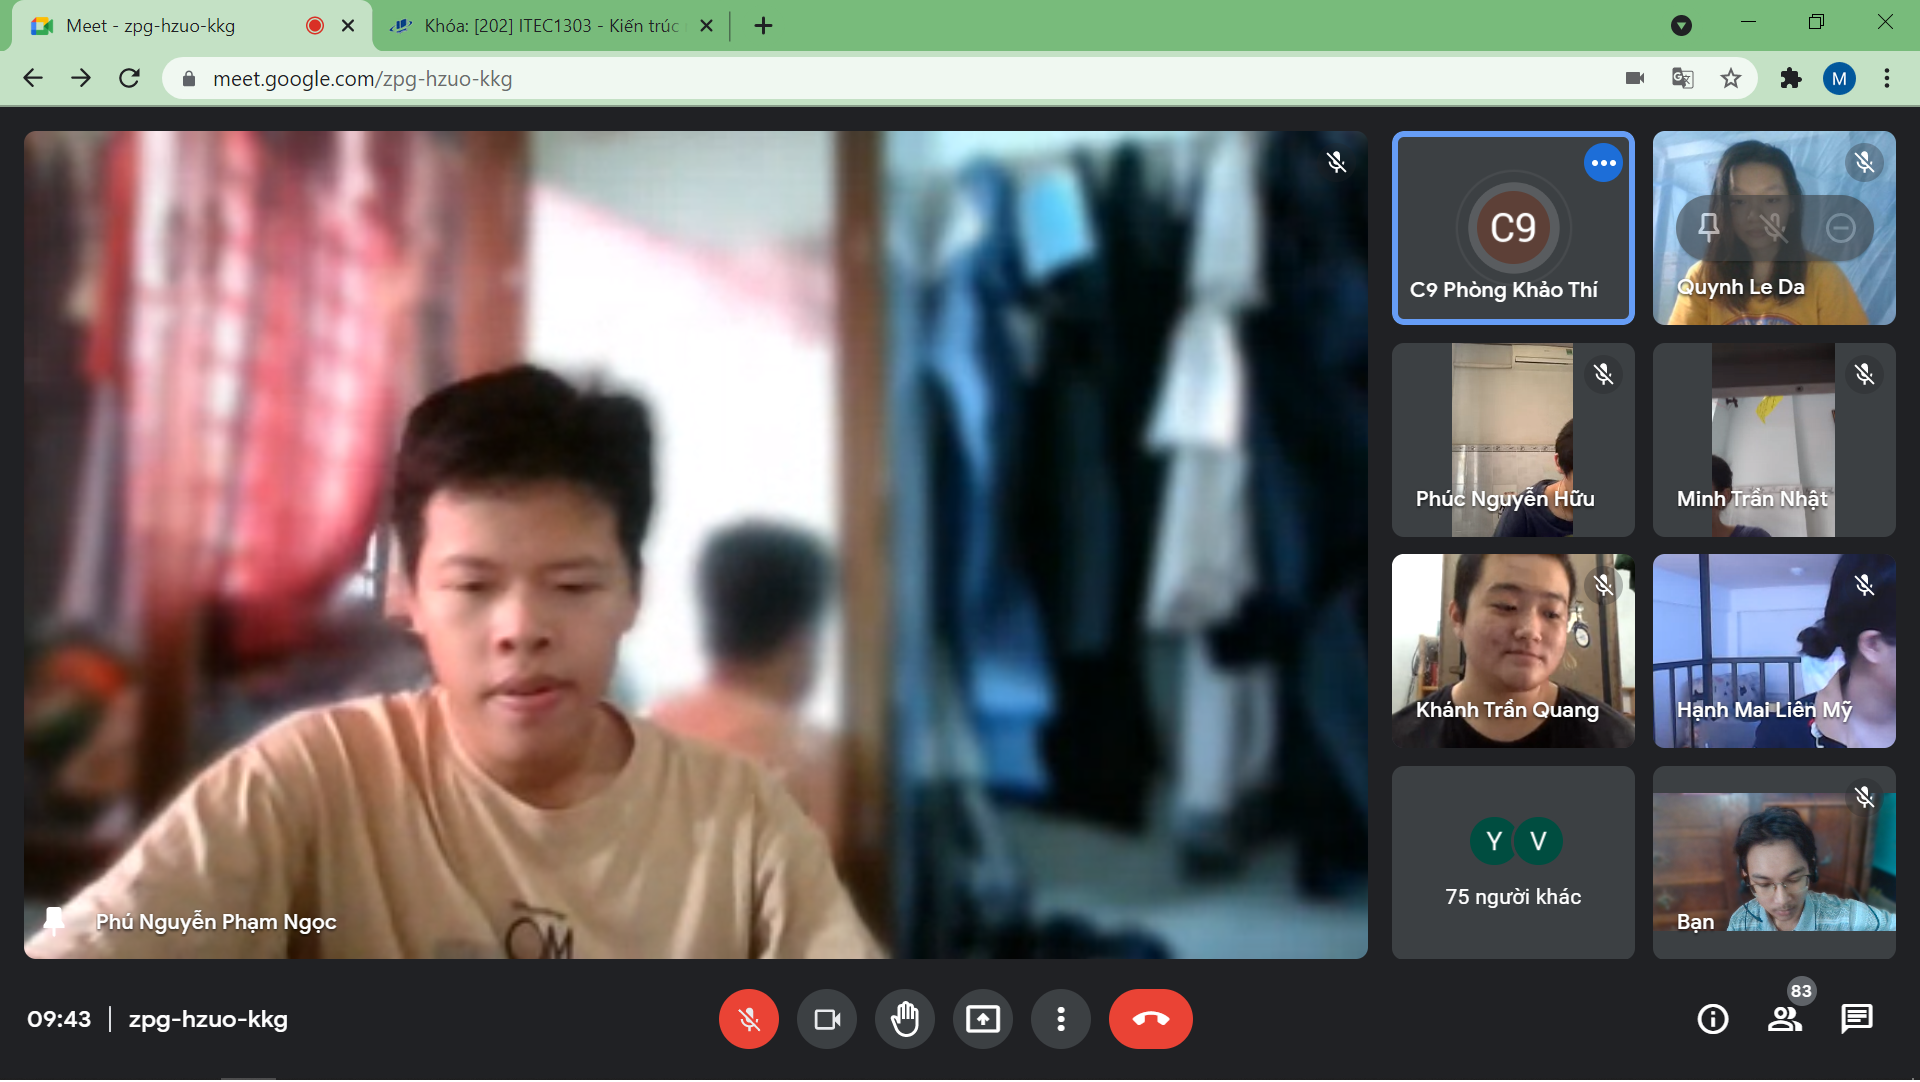 Meet - zpg-hzuo-kkg
Khóa: [202] ITEC1303 - Kiến trúc
meet.google.com/zpg-hzuo-kkg
M
C9
C9 Phòng Khảo Thí
Quynh Le Da
Phúc Nguyễn Hữu
Minh Trần Nhật
Khánh Trần Quang
Hạnh Mai Liên Mỹ
Y V
75 người khác
Bạn
Phú Nguyễn Phạm Ngọc
09:43 | zpg-hzuo-kkg
83